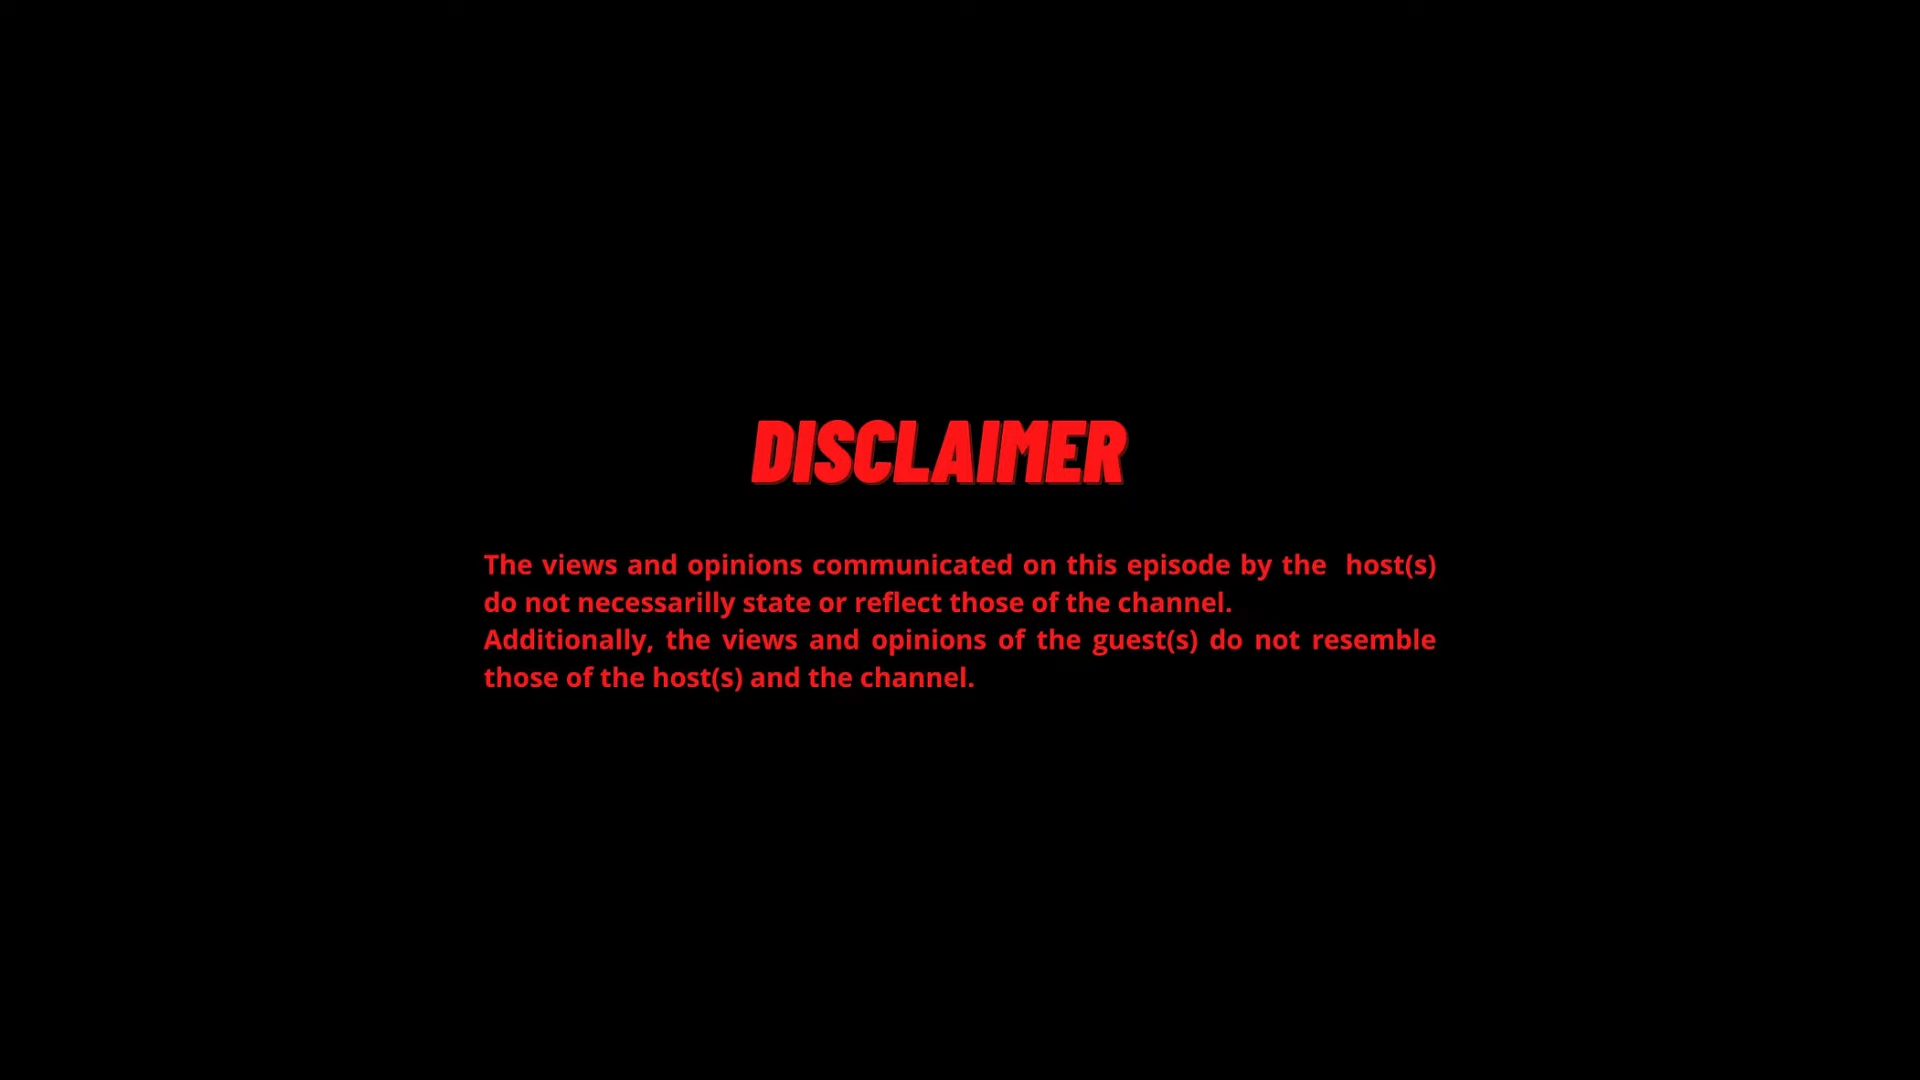 DISCLAIMER
The views and opinions communicated on this episode by the host(s)
do not necessarilly state or reflect those of the channel.
Additionally, the views and opinions of the guest(s) do not resemble
those of the host(s) and the channel.